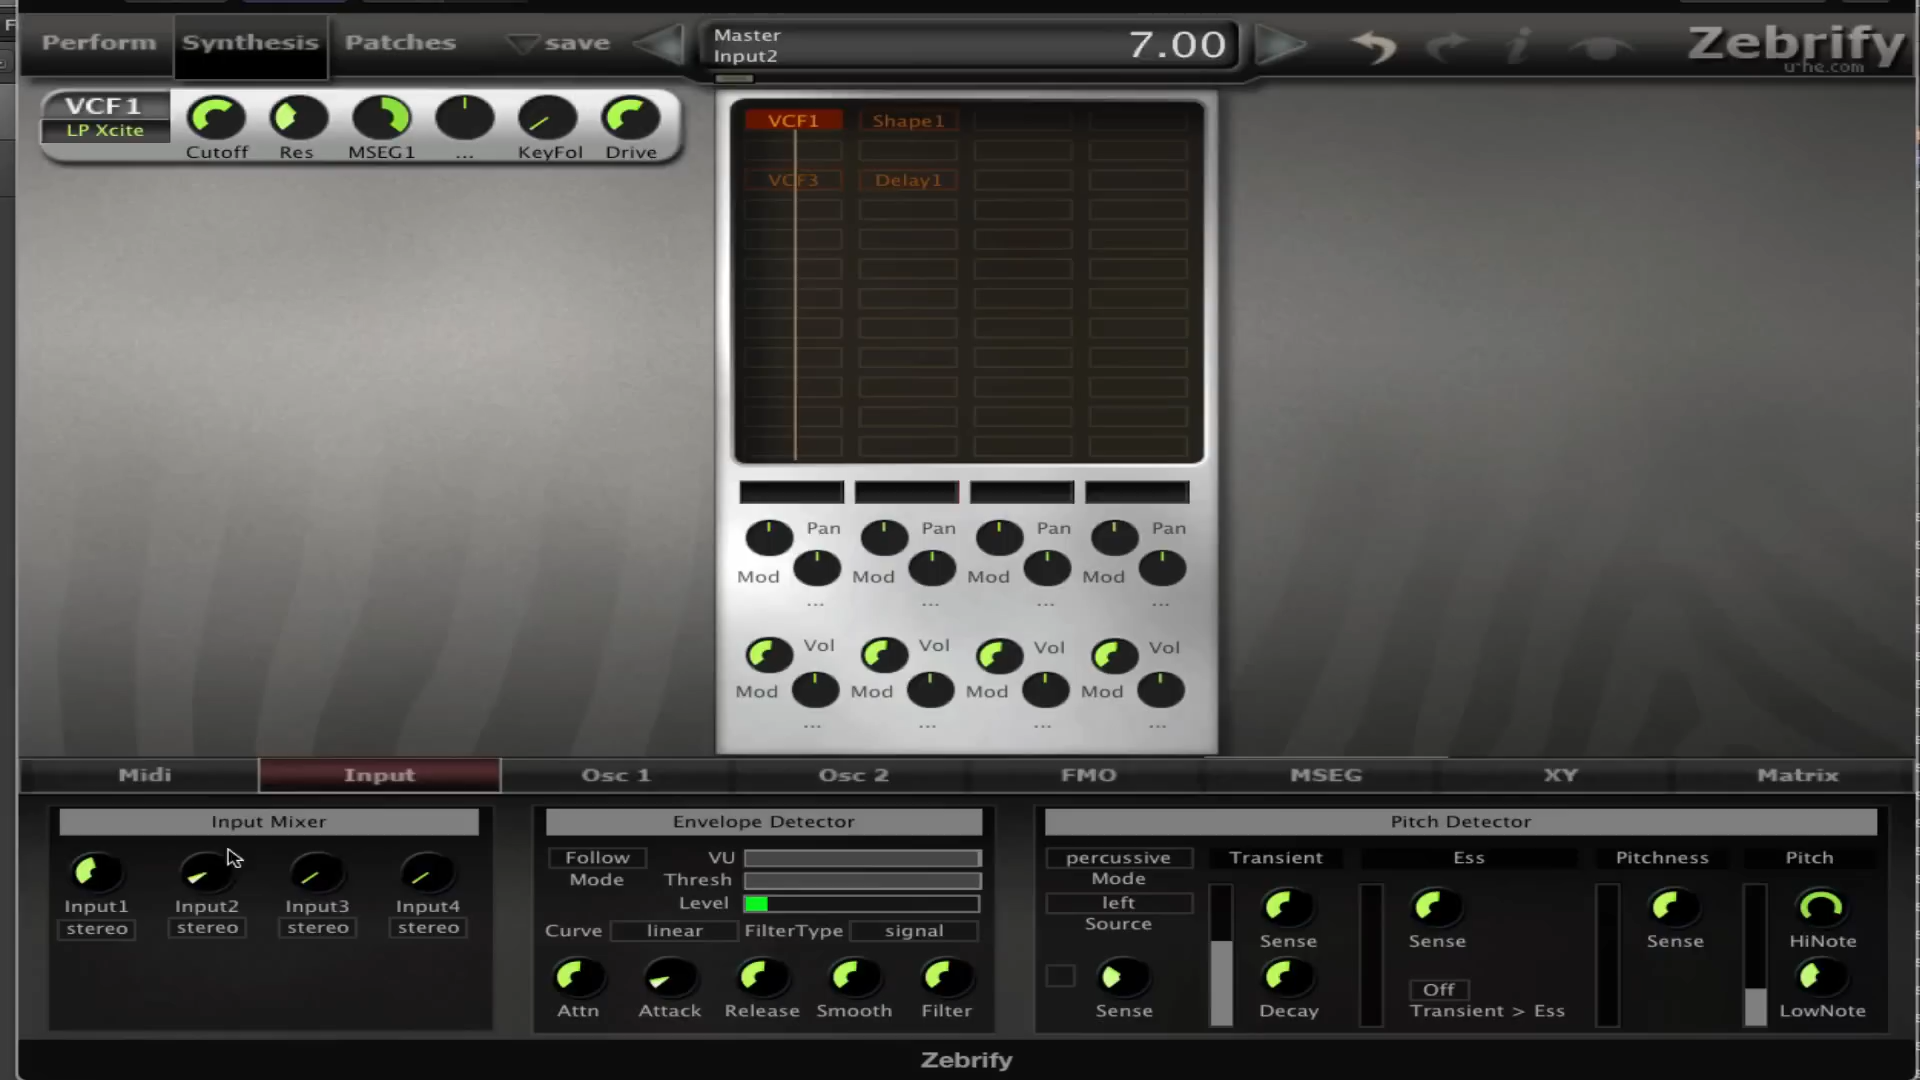 Perform Synthesis Patches save
Master
Input2
7.00
Zebrify
u-he.com
VCF1
LP Xcite
Cutoff Res MSEG1 ... KeyFol Drive
VCF1 Shape1
VCF3 Delay1
Pan Pan Pan Pan
Mod Mod Mod Mod
... ... ... ...
Vol Vol Vol Vol
Mod Mod Mod Mod
... ... ... ...
Midi Input Osc 1 Osc 2 FMO MSEG XY Matrix
Input Mixer
Input1 Input2 Input3 Input4
stereo stereo stereo stereo
Envelope Detector
Follow VU
Mode Thresh
Level
Curve linear FilterType signal
Attn Attack Release Smooth Filter
Pitch Detector
percussive Transient Ess Pitchness Pitch
Mode
left
Source
Sense Sense Sense HiNote
Off
Sense Decay Transient > Ess LowNote
Zebrify